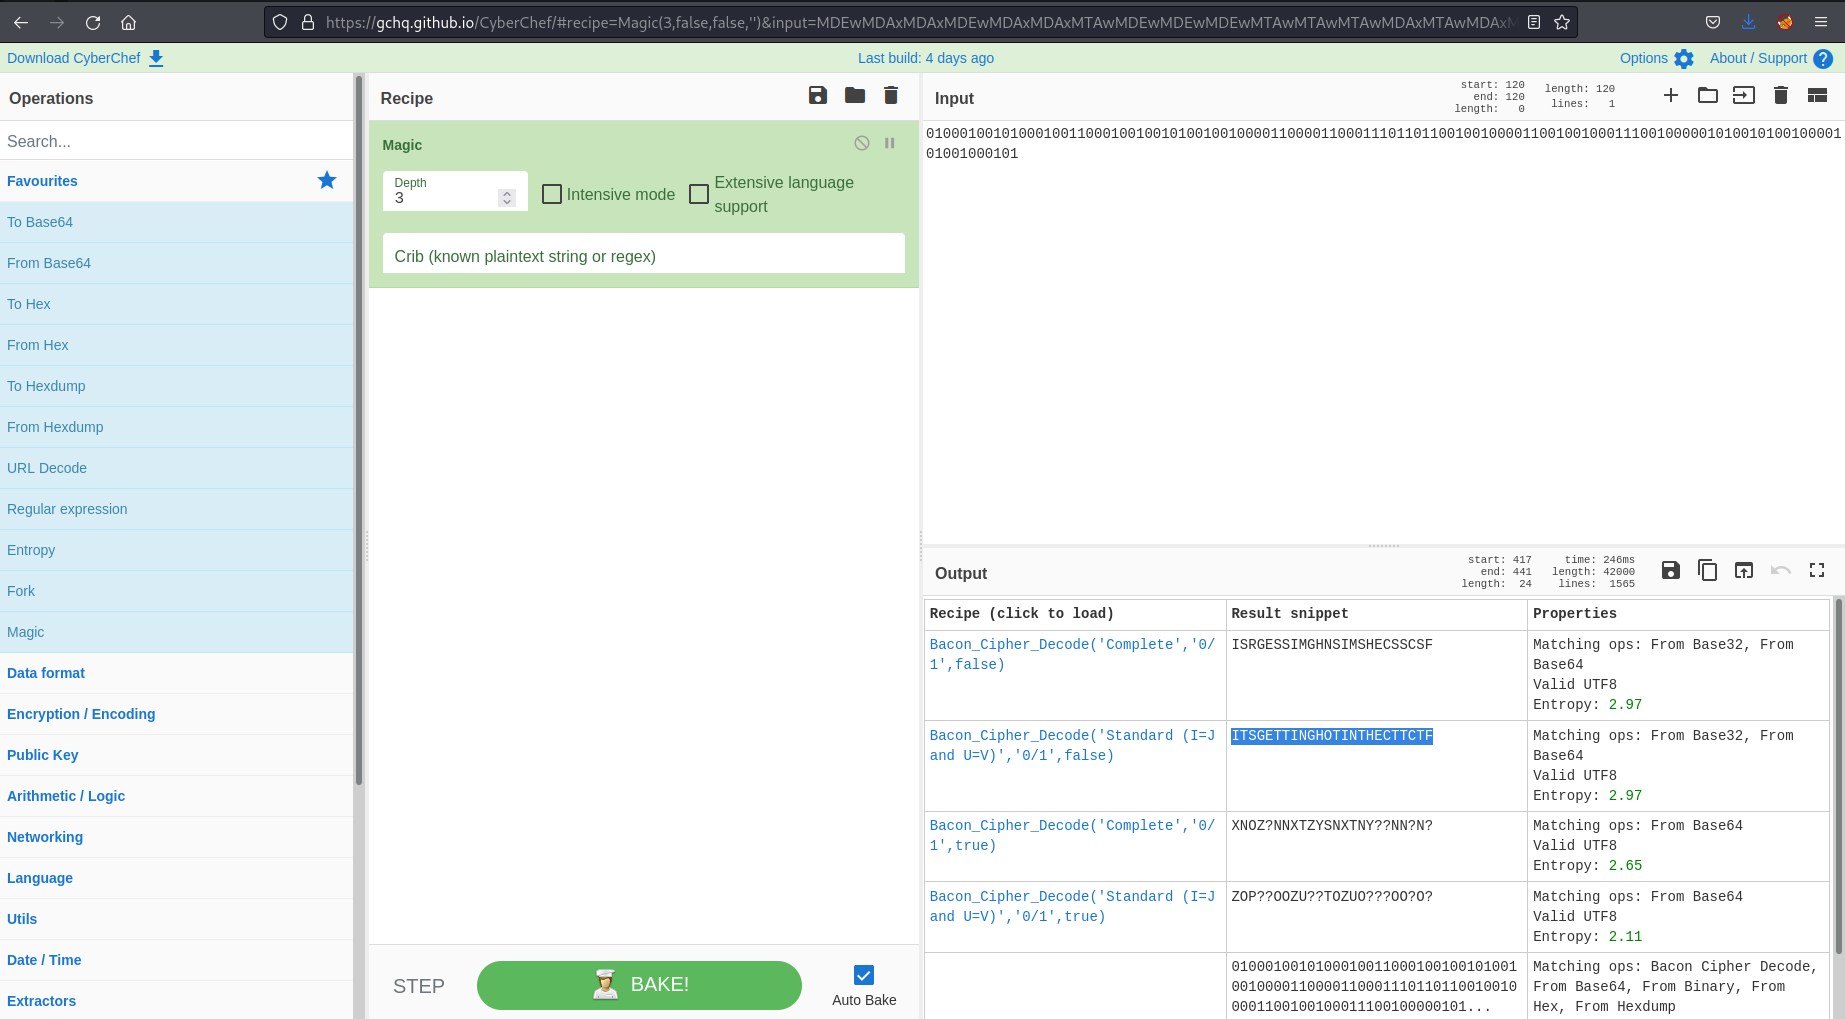 https://gchq.github.io/CyberChef/#recipe=Magic(3,false,false,'')&input=MDEwMDAxMDAxMDEwMDAxMDAxMTAwMDEwMDEwMDEwMTAwMTAwMTAwMDAxMTAwMDAxM
Download CyberChef
Last build: 4 days ago
Options
About / Support
Operations
Search...
Favourites
To Base64
From Base64
To Hex
From Hex
To Hexdump
From Hexdump
URL Decode
Regular expression
Entropy
Fork
Magic
Data format
Encryption / Encoding
Public Key
Arithmetic / Logic
Networking
Language
Utils
Date / Time
Extractors
Recipe
Magic
Depth
3
Intensive mode
Extensive language
support
Crib (known plaintext string or regex)
STEP
BAKE!
Auto Bake
Input
start: 120
end: 120
length: 0
length: 120
lines: 1
0100010010100010011000100100101001001000011000011000111011011001001000011001001000111001000001010010100100001
01001000101
Output
start: 417
end: 441
length: 24
time: 246ms
length: 42000
lines: 1565
Recipe (click to load)
Result snippet
Properties
Bacon_Cipher_Decode('Complete','0/
1',false)
ISRGESSIMGHNSIMSHECSSCSF
Matching ops: From Base32, From
Base64
Valid UTF8
Entropy: 2.97
Bacon_Cipher_Decode('Standard (I=J
and U=V)','0/1',false)
ITSGETTINGHOTINTHECTTCTF
Matching ops: From Base32, From
Base64
Valid UTF8
Entropy: 2.97
Bacon_Cipher_Decode('Complete','0/
1',true)
XNOZ?NNXTZYSNXTNY??NN?N?
Matching ops: From Base64
Valid UTF8
Entropy: 2.65
Bacon_Cipher_Decode('Standard (I=J
and U=V)','0/1',true)
ZOP??OOZU??TOZUO???OO?O?
Matching ops: From Base64
Valid UTF8
Entropy: 2.11
0100010010100010011000100100101001
0010000110000111011011001001000
0001100100100011100100000101...
Matching ops: Bacon Cipher Decode,
From Base64, From Binary, From
Hex, From Hexdump